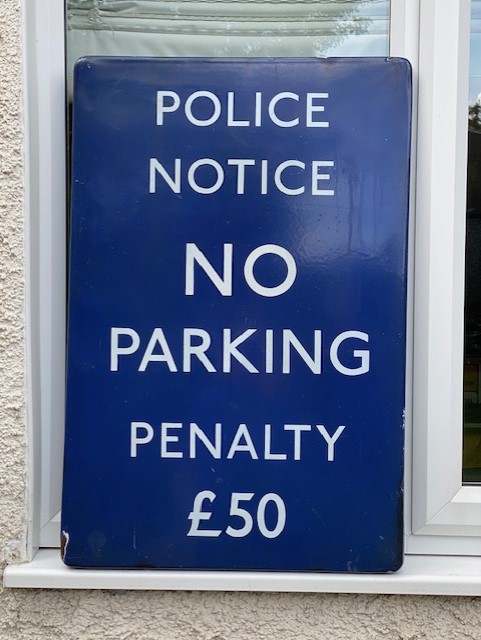 POLICE
NOTICE
NO
PARKING
PENALTY
£50